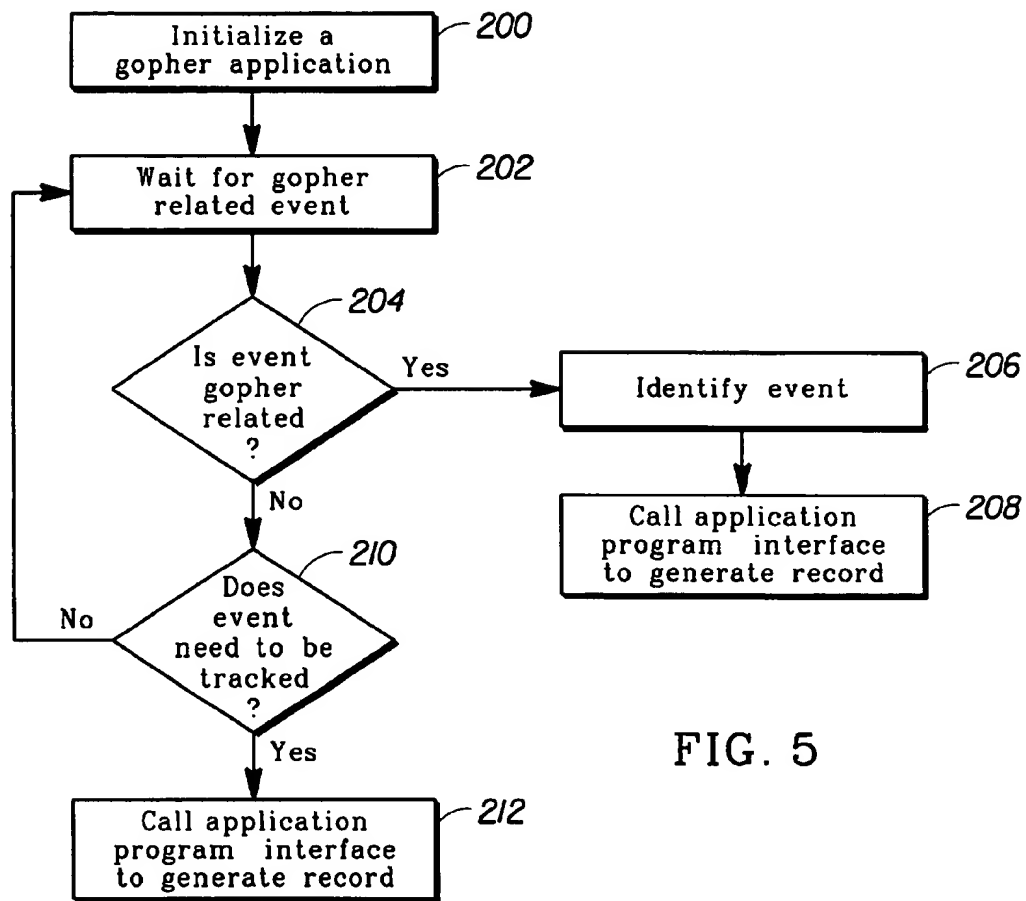 Initialize a
gopher application
200
Wait for gopher
related event
202
204
Is event
gopher
related
?
Yes
Identify event
206
No
Call application
program interface
to generate record
208
210
Does
event
need to be
tracked
?
No
Yes
FIG. 5
Call application
program interface
to generate record
212